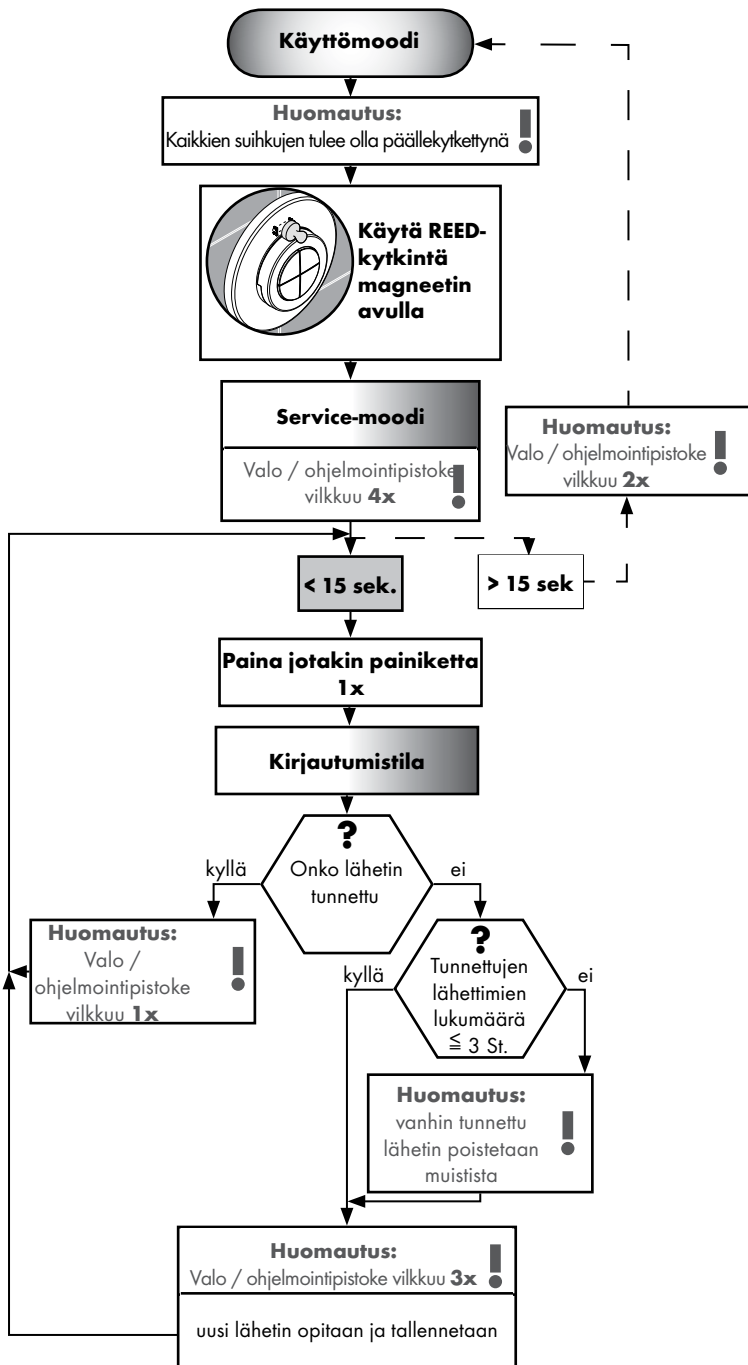 Käyttömoodi
Huomautus:
Kaikkien suihkujen tulee olla päällekytkettynä
Käytä REED-
kytkintä
magneetin
avulla
Service-moodi
Valo / ohjelmointipistoke
vilkkuu 4x
Huomautus:
Valo / ohjelmointipistoke
vilkkuu 2x
< 15 sek.
> 15 sek
Paina jotakin painiketta
1x
Kirjautumistila
?
Onko lähetin
tunnettu
kyllä
ei
Huomautus:
Valo /
ohjelmointipistoke
vilkkuu 1x
?
Tunnettujen
lähettimien
lukumäärä
≦ 3 St.
kyllä
ei
Huomautus:
vanhin tunnettu
lähetin poistetaan
muistista
Huomautus:
Valo / ohjelmointipistoke vilkkuu 3x
uusi lähetin opitaan ja tallennetaan